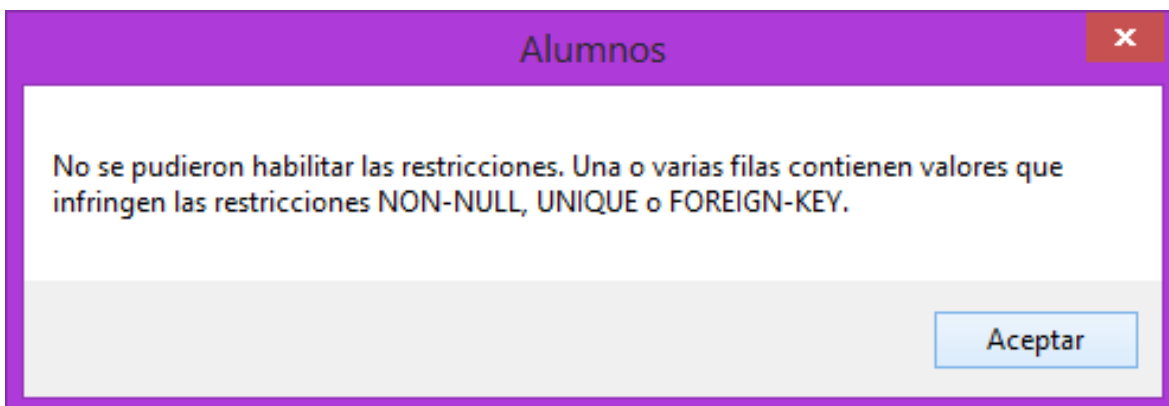 Alumnos
No se pudieron habilitar las restricciones. Una o varias filas contienen valores que
infringen las restricciones NON-NULL, UNIQUE o FOREIGN-KEY.
Aceptar